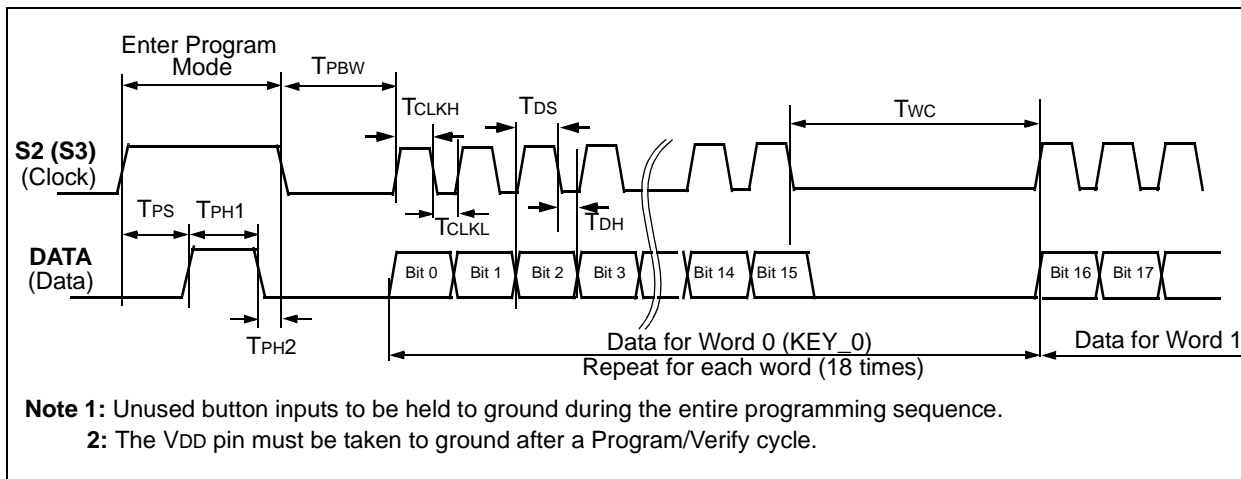 Enter Program
Mode
TPBW
TCLKH
TDS
TWC
S2 (S3)
(Clock)
TPS
TPH1
TCLKL
TDH
DATA
(Data)
Bit 0
Bit 1
Bit 2
Bit 3
Bit 14
Bit 15
Bit 16
Bit 17
TPH2
Data for Word 0 (KEY_0)
Repeat for each word (18 times)
Data for Word 1
Note 1: Unused button inputs to be held to ground during the entire programming sequence.
2: The VDD pin must be taken to ground after a Program/Verify cycle.